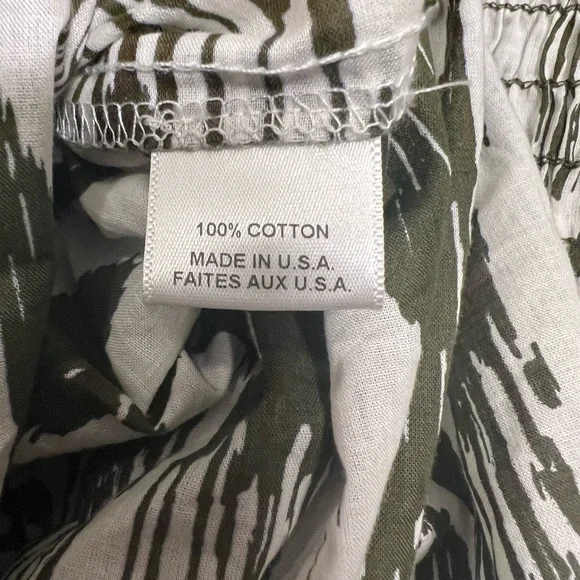 100% COTTON
MADE IN U.S.A.
FAITES AUX U.S.A.